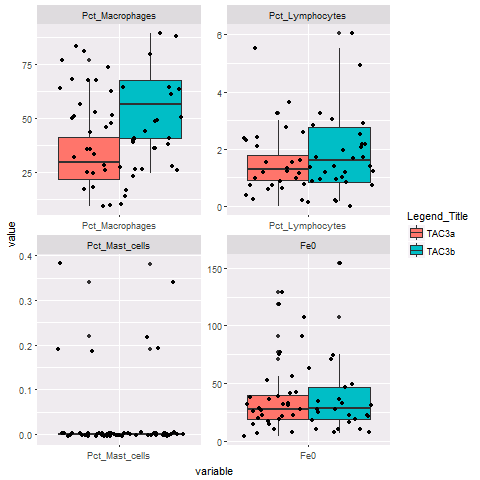 Pct_Macrophages
Pct_Lymphocytes
75
50
25
6
4
2
0
Pct_Macrophages
Pct_Lymphocytes
value
Legend_Title
TAC3a
TAC3b
Pct_Mast_cells
Fe0
0.4
0.3
0.2
0.1
0.0
150
100
50
0
Pct_Mast_cells
Fe0
variable